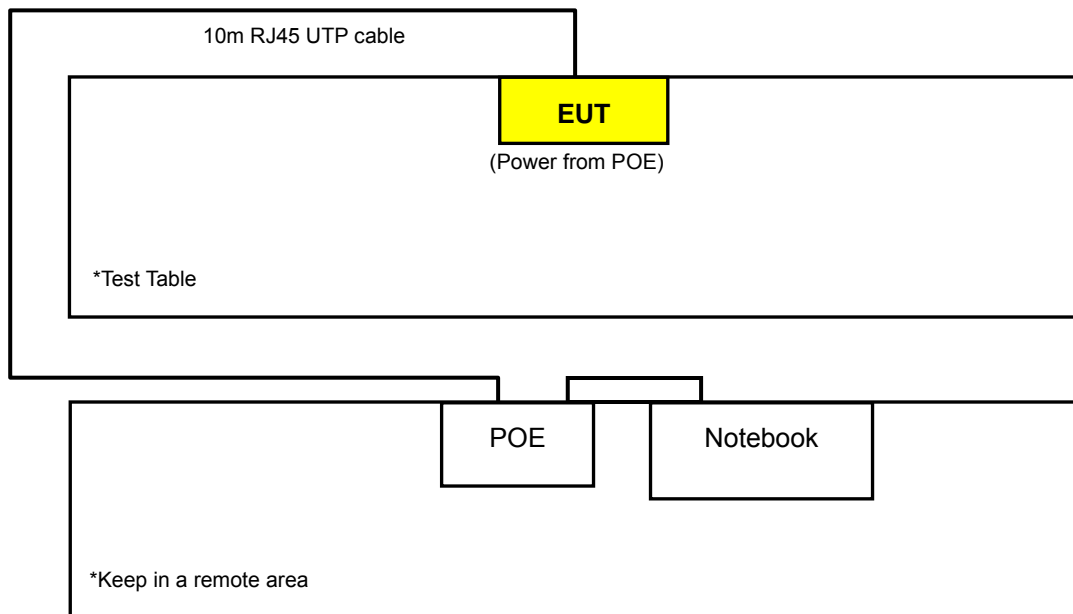 10m RJ45 UTP cable
EUT
(Power from POE)
*Test Table
POE
Notebook
*Keep in a remote area